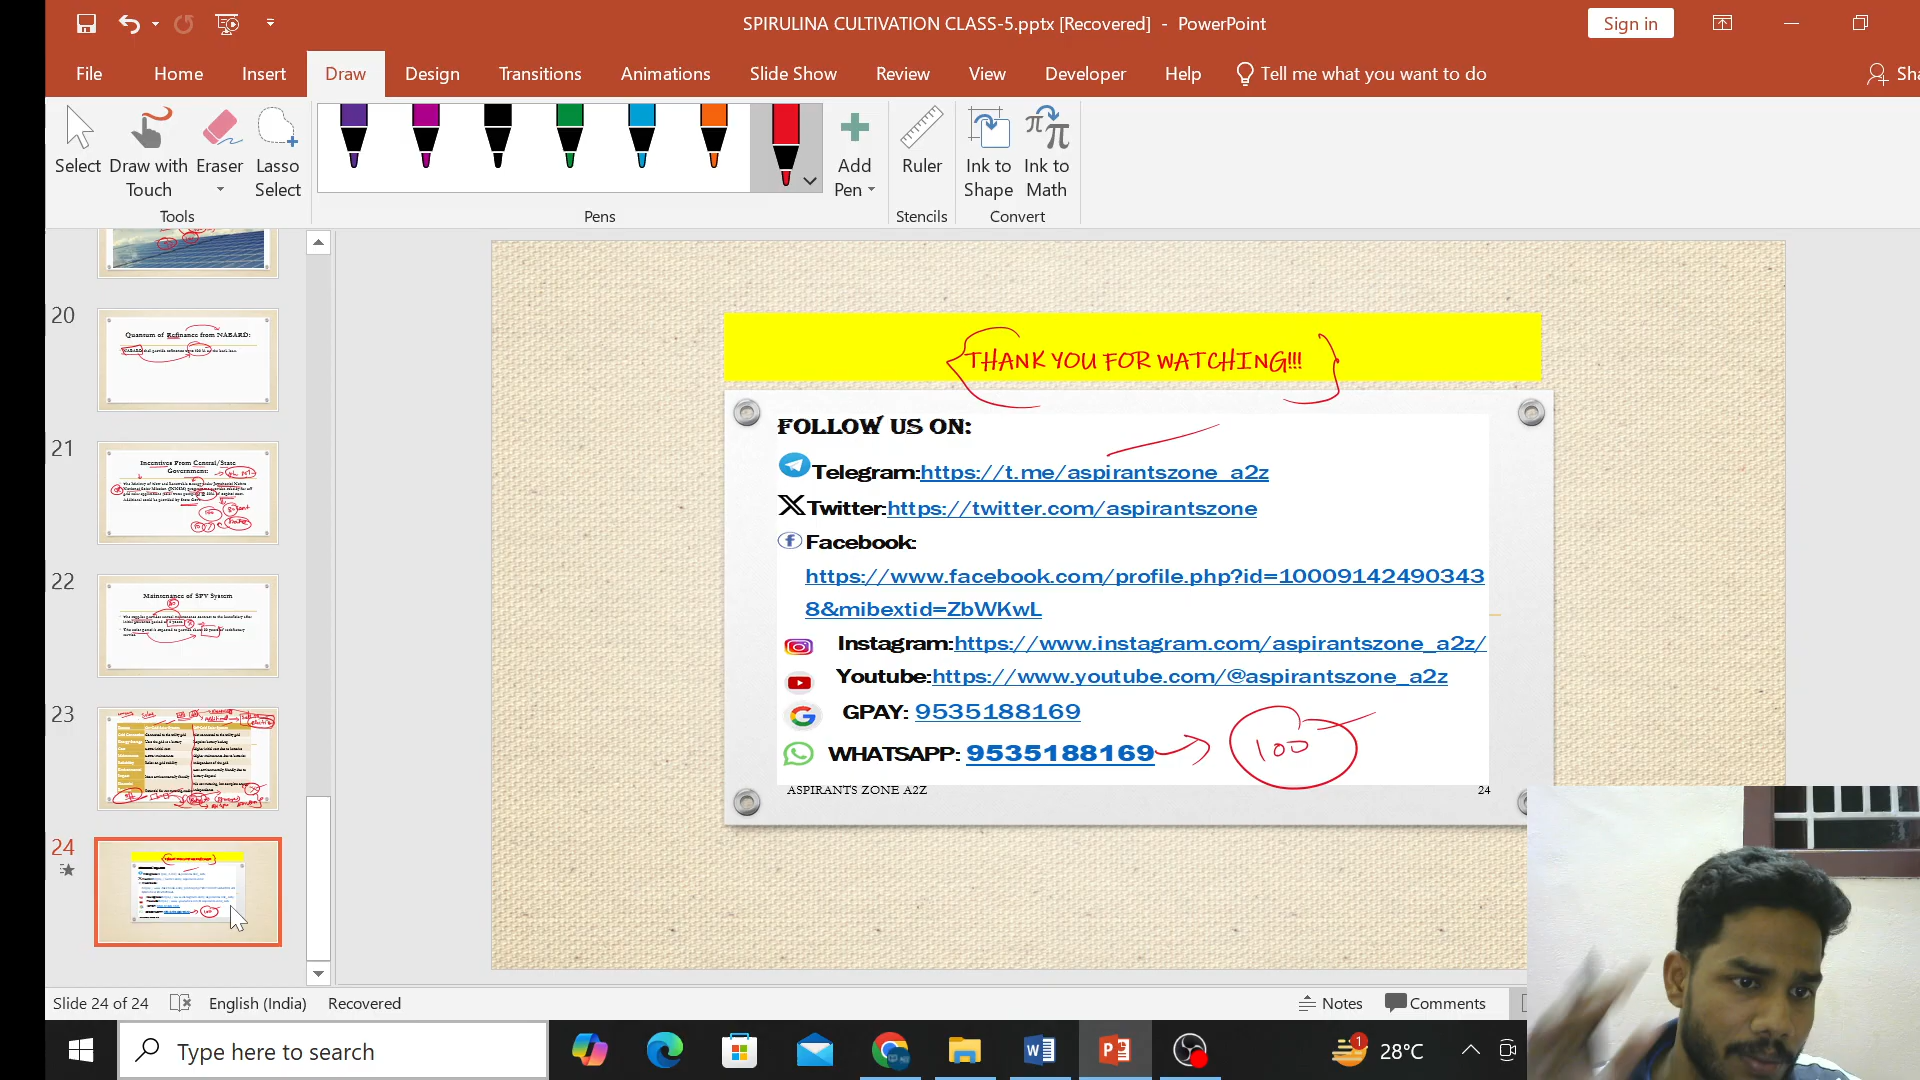 SPIRULINA CULTIVATION CLASS-5.pptx [Recovered] - PowerPoint
Sign in
File Home Insert Draw Design Transitions Animations Slide Show Review View Developer Help Tell me what you want to do
Select
Draw with Touch
Eraser
Lasso Select
Add Pen
Ruler
Ink to Shape
Ink to Math
Tools Pens Stencils Convert
20
Quantum of Refinance from NABARD:
21
Incentives From Central/State Government:
22
Maintenance of SPV System
23
24
THANK YOU FOR WATCHING!!!
FOLLOW US ON:
Telegram:https://t.me/aspirantszone_a2z
Twitter:https://twitter.com/aspirantszone
Facebook:
https://www.facebook.com/profile.php?id=10009142490343
8&mibextid=ZbWKwL
Instagram:https://www.instagram.com/aspirantszone_a2z/
Youtube:https://www.youtube.com/@aspirantszone_a2z
GPAY: 9535188169
WHATSAPP: 9535188169
100
ASPIRANTS ZONE A2Z 24
Slide 24 of 24 English (India) Recovered Notes Comments
Type here to search
1
28°C